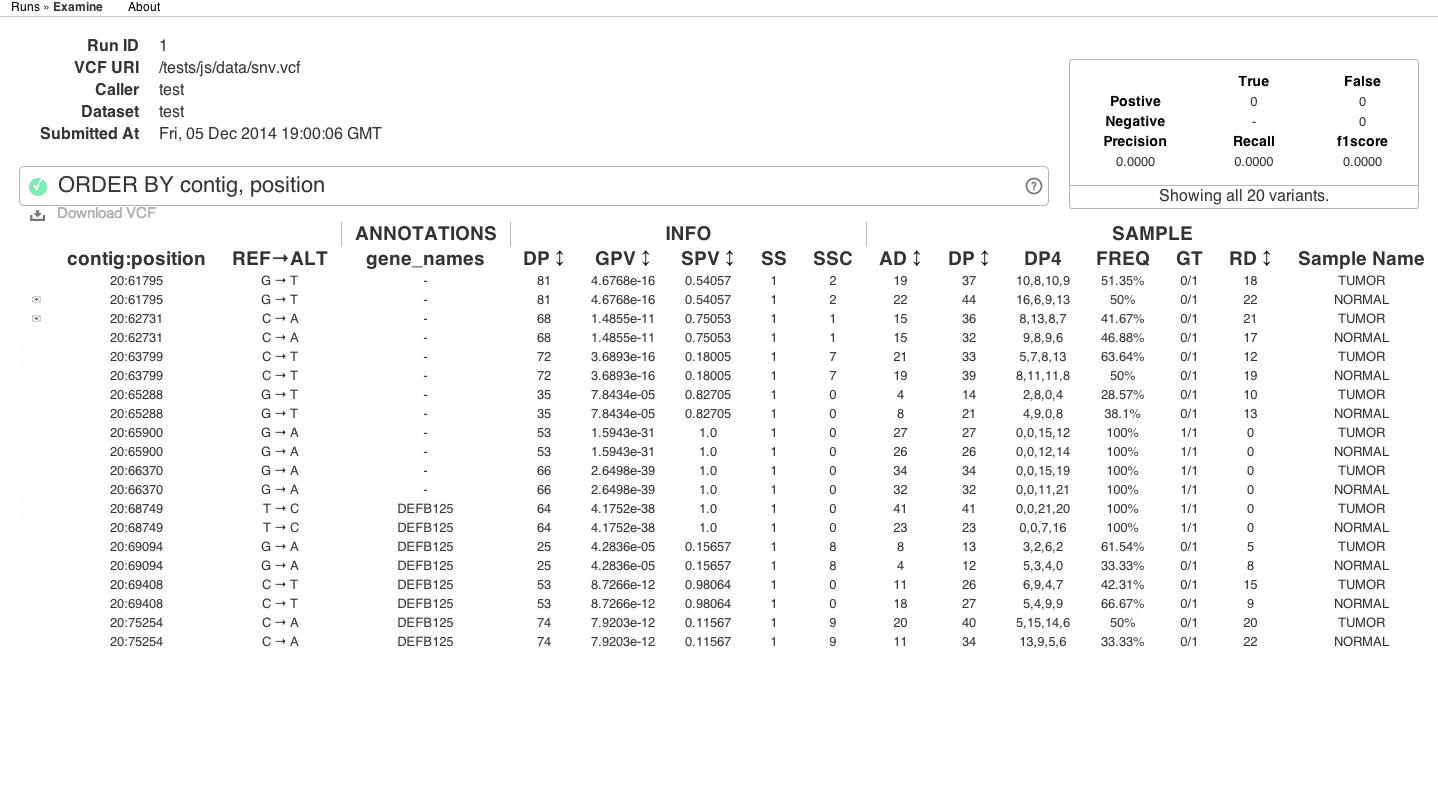 Runs » Examine About
Run ID 1
VCF URI /tests/js/data/snv.vcf
Caller test
Dataset test
Submitted At Fri, 05 Dec 2014 19:00:06 GMT
True False
Postive 0 0
Negative - 0
Precision Recall f1score
0.0000 0.0000 0.0000
Showing all 20 variants.
ORDER BY contig, position ?
Download VCF
ANNOTATIONS INFO SAMPLE
contig:position REF→ALT gene_names DP ↕ GPV ↕ SPV ↕ SS SSC AD ↕ DP ↕ DP4 FREQ GT RD ↕ Sample Name
20:61795 G → T - 81 4.6768e-16 0.54057 1 2 19 37 10,8,10,9 51.35% 0/1 18 TUMOR
20:61795 G → T - 81 4.6768e-16 0.54057 1 2 22 44 16,6,9,13 50% 0/1 22 NORMAL
20:62731 C → A - 68 1.4855e-11 0.75053 1 1 15 36 8,13,8,7 41.67% 0/1 21 TUMOR
20:62731 C → A - 68 1.4855e-11 0.75053 1 1 15 32 9,8,9,6 46.88% 0/1 17 NORMAL
20:63799 C → T - 72 3.6893e-16 0.18005 1 7 21 33 5,7,8,13 63.64% 0/1 12 TUMOR
20:63799 C → T - 72 3.6893e-16 0.18005 1 7 19 39 8,11,11,8 50% 0/1 19 NORMAL
20:65288 G → T - 35 7.8434e-05 0.82705 1 0 4 14 2,8,0,4 28.57% 0/1 10 TUMOR
20:65288 G → T - 35 7.8434e-05 0.82705 1 0 8 21 4,9,0,8 38.1% 0/1 13 NORMAL
20:65900 G → A - 53 1.5943e-31 1.0 1 0 27 27 0,0,15,12 100% 1/1 0 TUMOR
20:65900 G → A - 53 1.5943e-31 1.0 1 0 26 26 0,0,12,14 100% 1/1 0 NORMAL
20:66370 G → A - 66 2.6498e-39 1.0 1 0 34 34 0,0,15,19 100% 1/1 0 TUMOR
20:66370 G → A - 66 2.6498e-39 1.0 1 0 32 32 0,0,11,21 100% 1/1 0 NORMAL
20:68749 T → C DEFB125 64 4.1752e-38 1.0 1 0 41 41 0,0,21,20 100% 1/1 0 TUMOR
20:68749 T → C DEFB125 64 4.1752e-38 1.0 1 0 23 23 0,0,7,16 100% 1/1 0 NORMAL
20:69094 G → A DEFB125 25 4.2836e-05 0.15657 1 8 8 13 3,2,6,2 61.54% 0/1 5 TUMOR
20:69094 G → A DEFB125 25 4.2836e-05 0.15657 1 8 4 12 5,3,4,0 33.33% 0/1 8 NORMAL
20:69408 C → T DEFB125 53 8.7266e-12 0.98064 1 0 11 26 6,9,4,7 42.31% 0/1 15 TUMOR
20:69408 C → T DEFB125 53 8.7266e-12 0.98064 1 0 18 27 5,4,9,9 66.67% 0/1 9 NORMAL
20:75254 C → A DEFB125 74 7.9203e-12 0.11567 1 9 20 40 5,15,14,6 50% 0/1 20 TUMOR
20:75254 C → A DEFB125 74 7.9203e-12 0.11567 1 9 11 34 13,9,5,6 33.33% 0/1 22 NORMAL